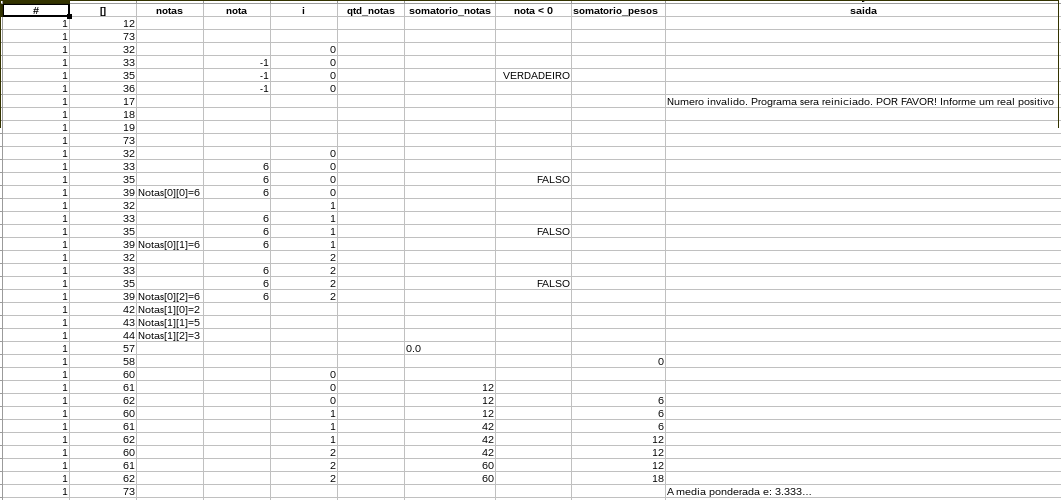 # [] notas nota i qtd_notas somatorio_notas nota < 0 somatorio_pesos saida
1 12
1 73
1 32 0
1 33 -1 0
1 35 -1 0 VERDADEIRO
1 36 -1 0
1 17 Numero invalido. Programa sera reiniciado. POR FAVOR! Informe um real positivo
1 18
1 19
1 73
1 32 0
1 33 6 0
1 35 6 0 FALSO
1 39 Notas[0][0]=6 6 0
1 32 1
1 33 6 1
1 35 6 1 FALSO
1 39 Notas[0][1]=6 6 1
1 32 2
1 33 6 2
1 35 6 2 FALSO
1 39 Notas[0][2]=6 6 2
1 42 Notas[1][0]=2
1 43 Notas[1][1]=5
1 44 Notas[1][2]=3
1 57 0.0
1 58 0
1 60 0
1 61 0 12
1 62 0 12 6
1 60 1 12 6
1 61 1 42 6
1 62 1 42 12
1 60 2 42 12
1 61 2 60 12
1 62 2 60 18
1 73 A media ponderada e: 3.333...